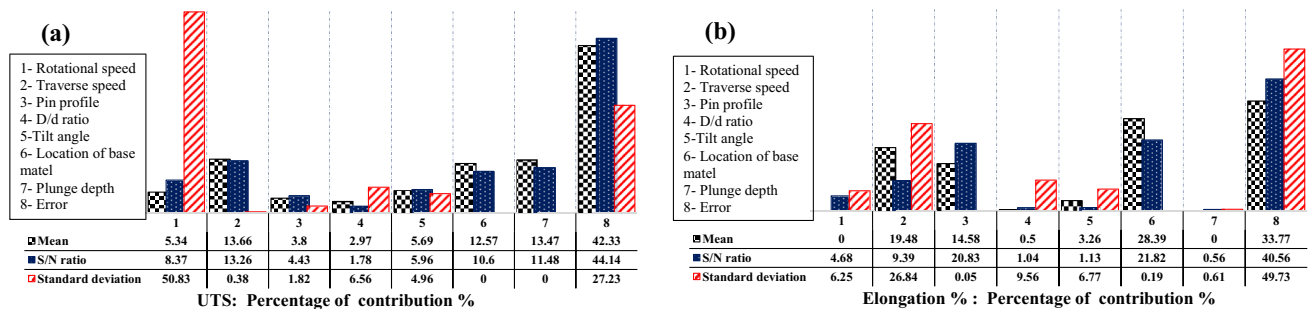 (a)
1- Rotational speed
2- Traverse speed
3- Pin profile
4- D/d ratio
5-Tilt angle
6- Location of base
matel
7- Plunge depth
8- Error
1 2 3 4 5 6 7 8
Mean 5.34 13.66 3.8 2.97 5.69 12.57 13.47 42.33
S/N ratio 8.37 13.26 4.43 1.78 5.96 10.6 11.48 44.14
Standard deviation 50.83 0.38 1.82 6.56 4.96 0 0 27.23
UTS: Percentage of contribution %
(b)
1- Rotational speed
2- Traverse speed
3- Pin profile
4- D/d ratio
5-Tilt angle
6- Location of base
matel
7- Plunge depth
8- Error
1 2 3 4 5 6 7 8
Mean 0 19.48 14.58 0.5 3.26 28.39 0 33.77
S/N ratio 4.68 9.39 20.83 1.04 1.13 21.82 0.56 40.56
Standard deviation 6.25 26.84 0.05 9.56 6.77 0.19 0.61 49.73
Elongation % : Percentage of contribution %